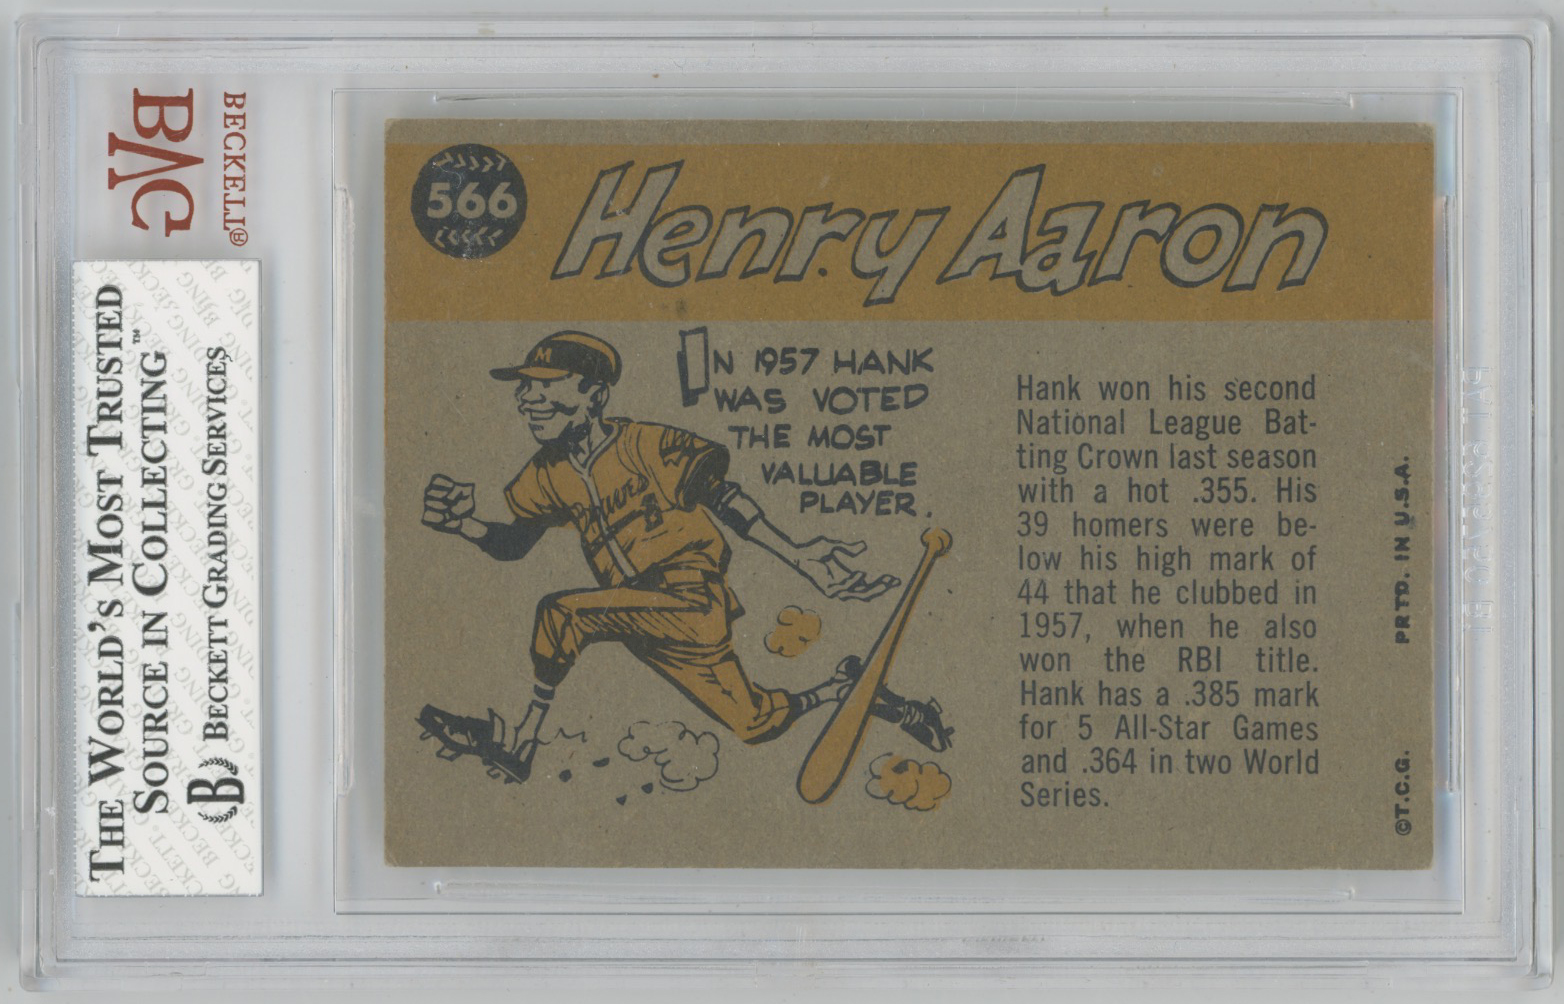 BECKETT®
BVG
THE WORLD'S MOST TRUSTED
SOURCE IN COLLECTING™
BECKETT GRADING SERVICES
B
566
Henry Aaron
M
Braves
IN 1957 HANK
WAS VOTED
THE MOST
VALUABLE
PLAYER.
Hank won his second
National League Bat-
ting Crown last season
with a hot .355. His
39 homers were be-
low his high mark of
44 that he clubbed in
1957, when he also
won the RBI title.
Hank has a .385 mark
for 5 All-Star Games
and .364 in two World
Series.
©T.C.G. PRTD. IN U.S.A.